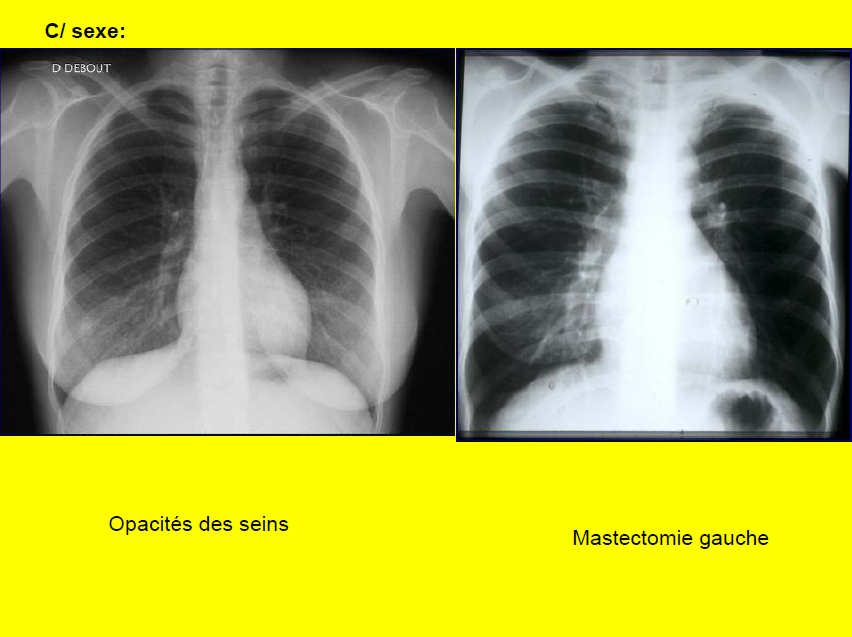 C/ sexe:
D DEBOUT
Opacités des seins
Mastectomie gauche